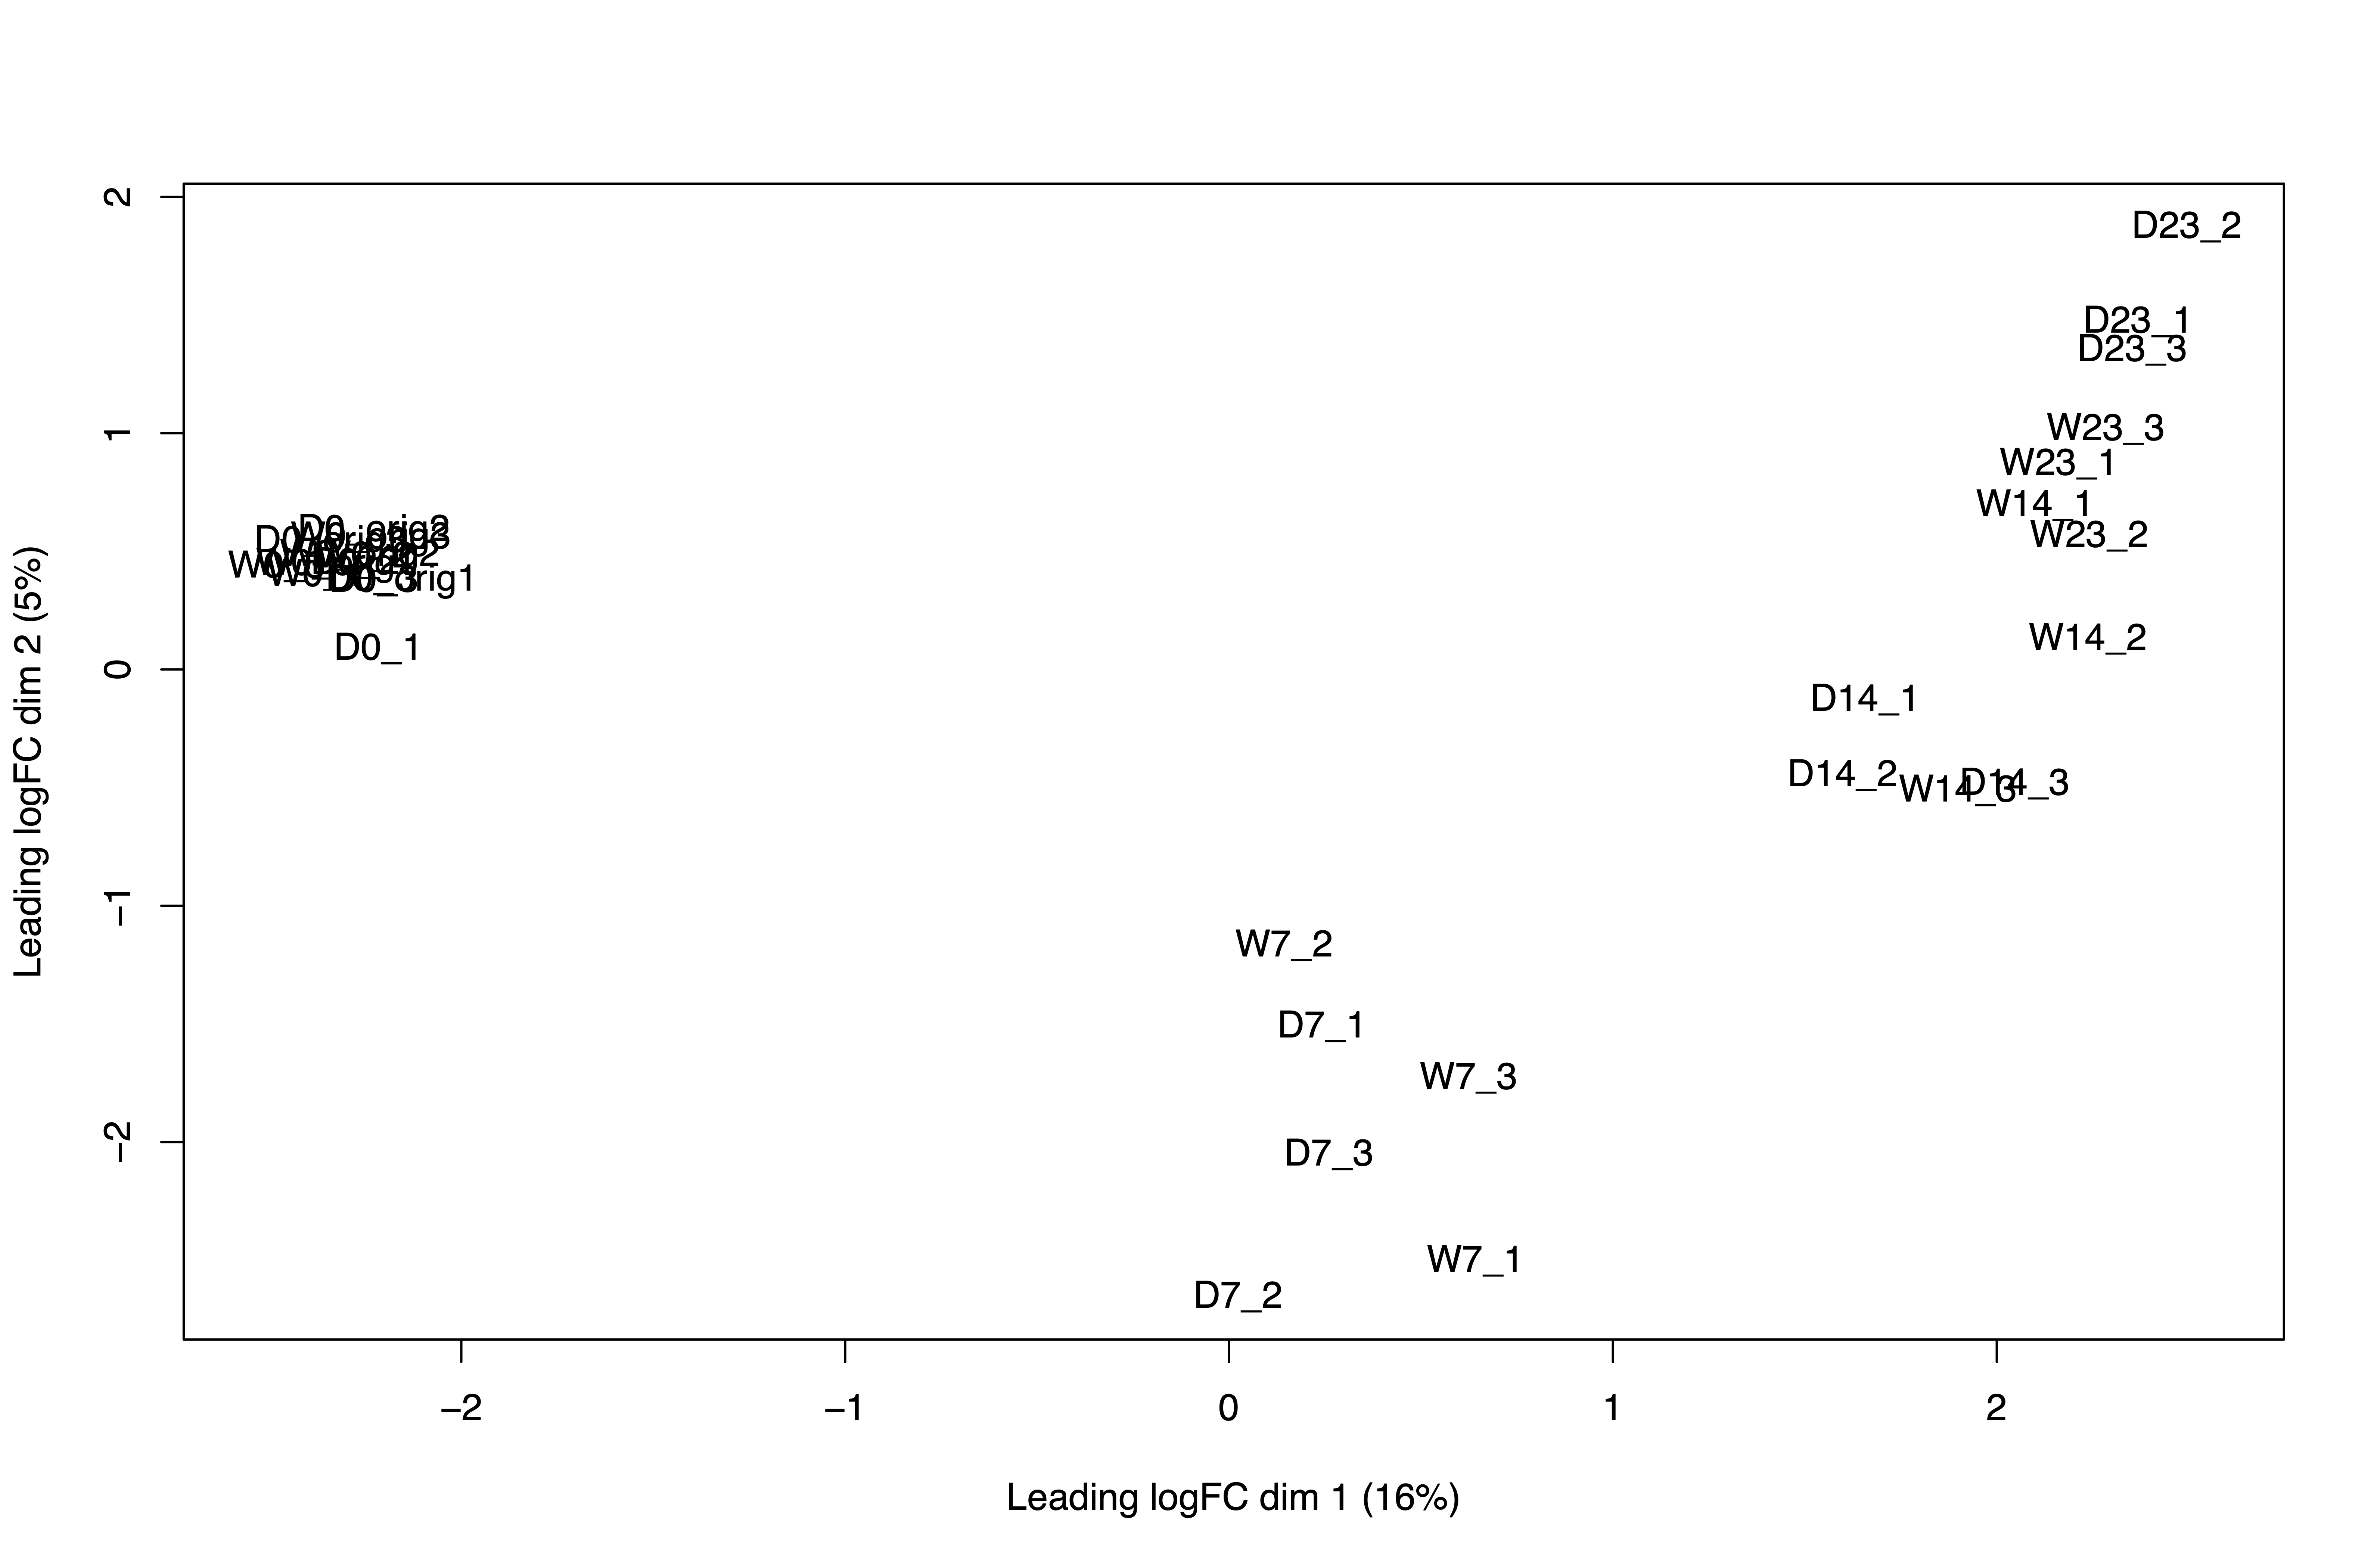 2
D23_2
D23_1
D23_3
1
W23_3
W23_1
W14_1
W23_2
D0_orig1
D0_3
D0_1
0
W14_2
D14_1
D14_2
W14_3
D14_3
−1
W7_2
D7_1
W7_3
−2
D7_3
W7_1
D7_2
−2
−1
0
1
2
Leading logFC dim 1 (16%)
Leading logFC dim 2 (5%)